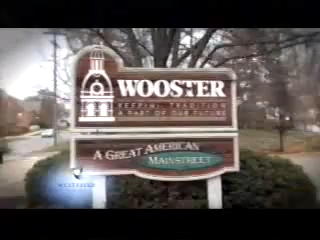 WOOSTER
KEEPING TRADITION
A PART OF OUR FUTURE
A GREAT AMERICAN
MAINSTREET